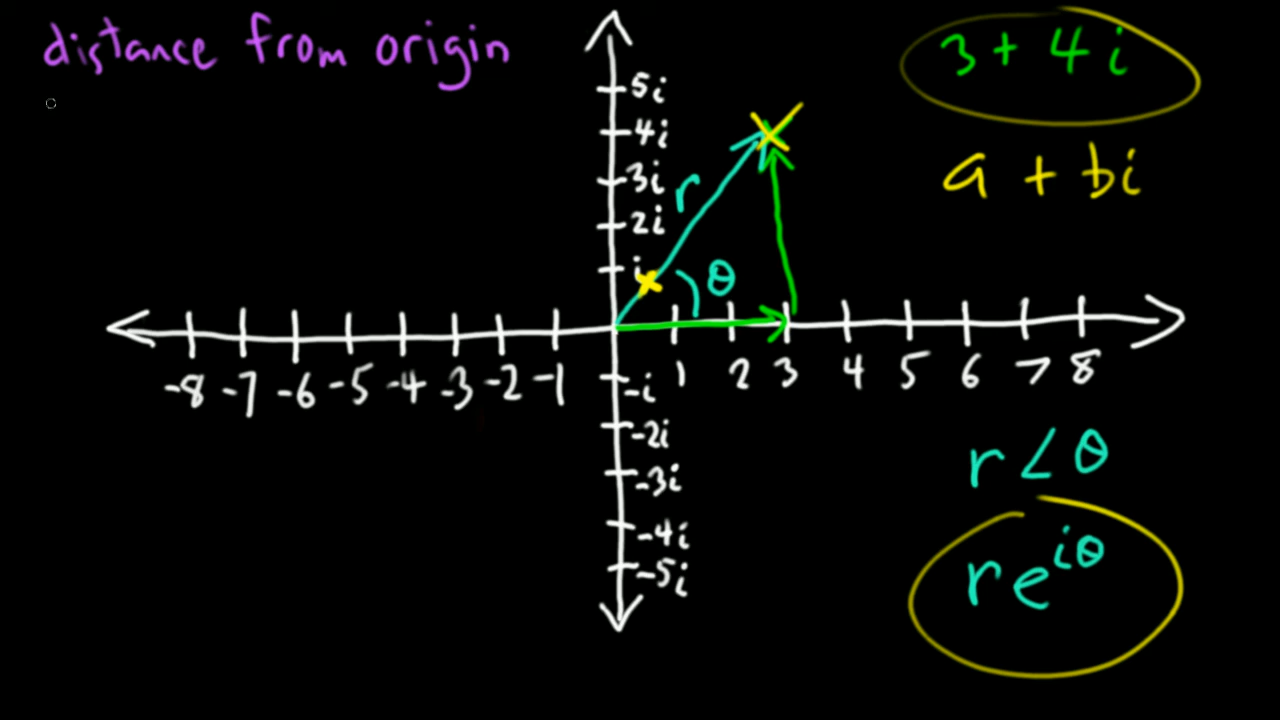 distance from origin
3 + 4i
a + bi
5i
4i
3i
2i
i
r
θ
-8 -7 -6 -5 -4 -3 -2 -1 1 2 3 4 5 6 7 8
-i
-2i
-3i
-4i
-5i
r∠θ
re^{iθ}